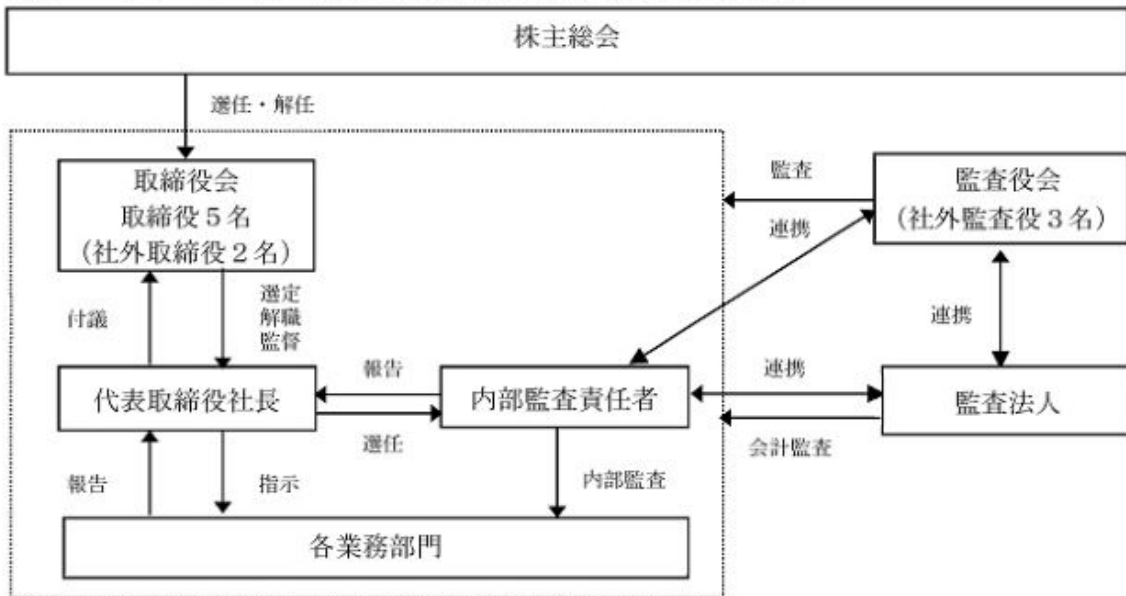 株主総会
選任・解任
取締役会
取締役５名
（社外取締役２名）
監査
監査役会
（社外監査役３名）
連携
付議
選定
解職
監督
連携
報告
連携
代表取締役社長
内部監査責任者
監査法人
選任
会計監査
報告
指示
内部監査
各業務部門